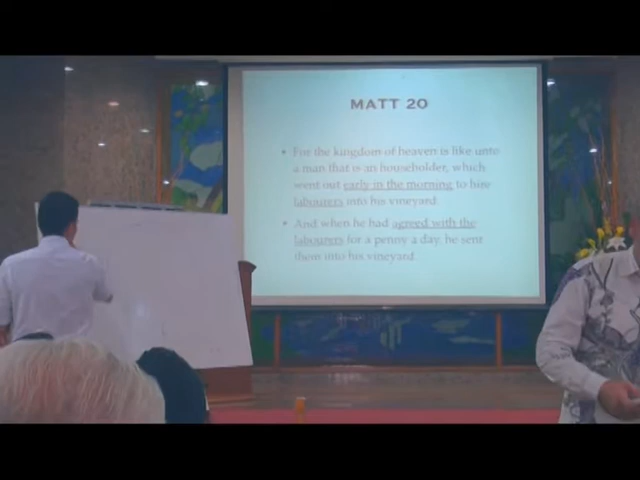 MATT 20
• For the kingdom of heaven is like unto
a man that is an householder, which
went out early in the morning to hire
labourers into his vineyard.
• And when he had agreed with the
labourers for a penny a day, he sent
them into his vineyard.